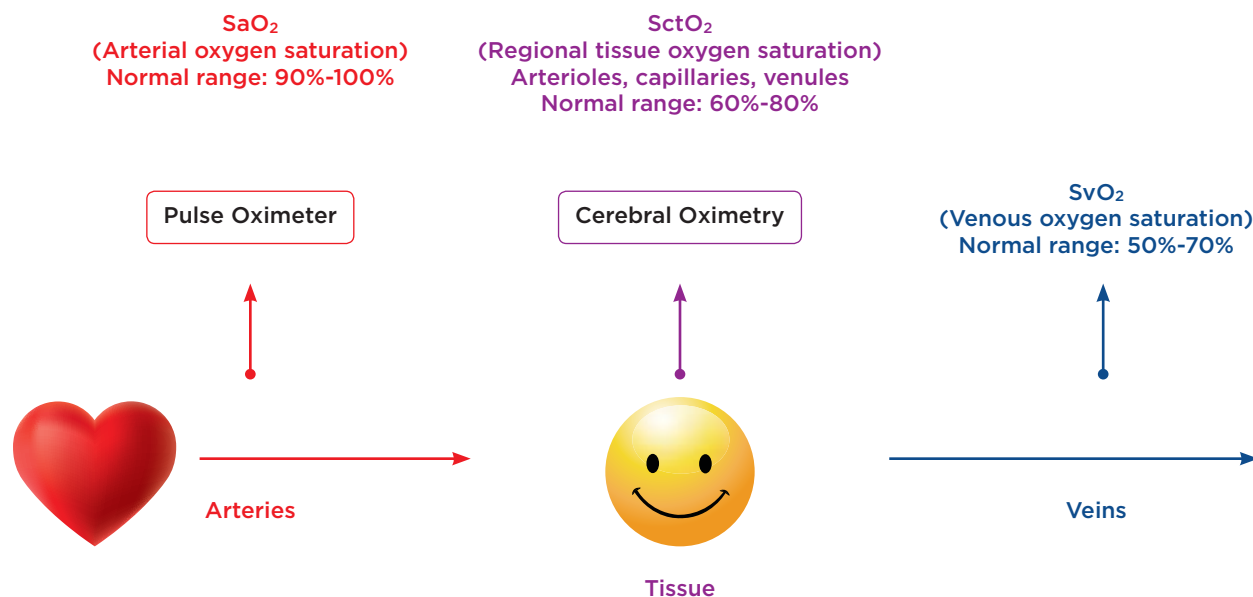 SaO₂
(Arterial oxygen saturation)
Normal range: 90%-100%
SctO₂
(Regional tissue oxygen saturation)
Arterioles, capillaries, venules
Normal range: 60%-80%
SvO₂
(Venous oxygen saturation)
Normal range: 50%-70%
Pulse Oximeter
Cerebral Oximetry
Arteries
Tissue
Veins